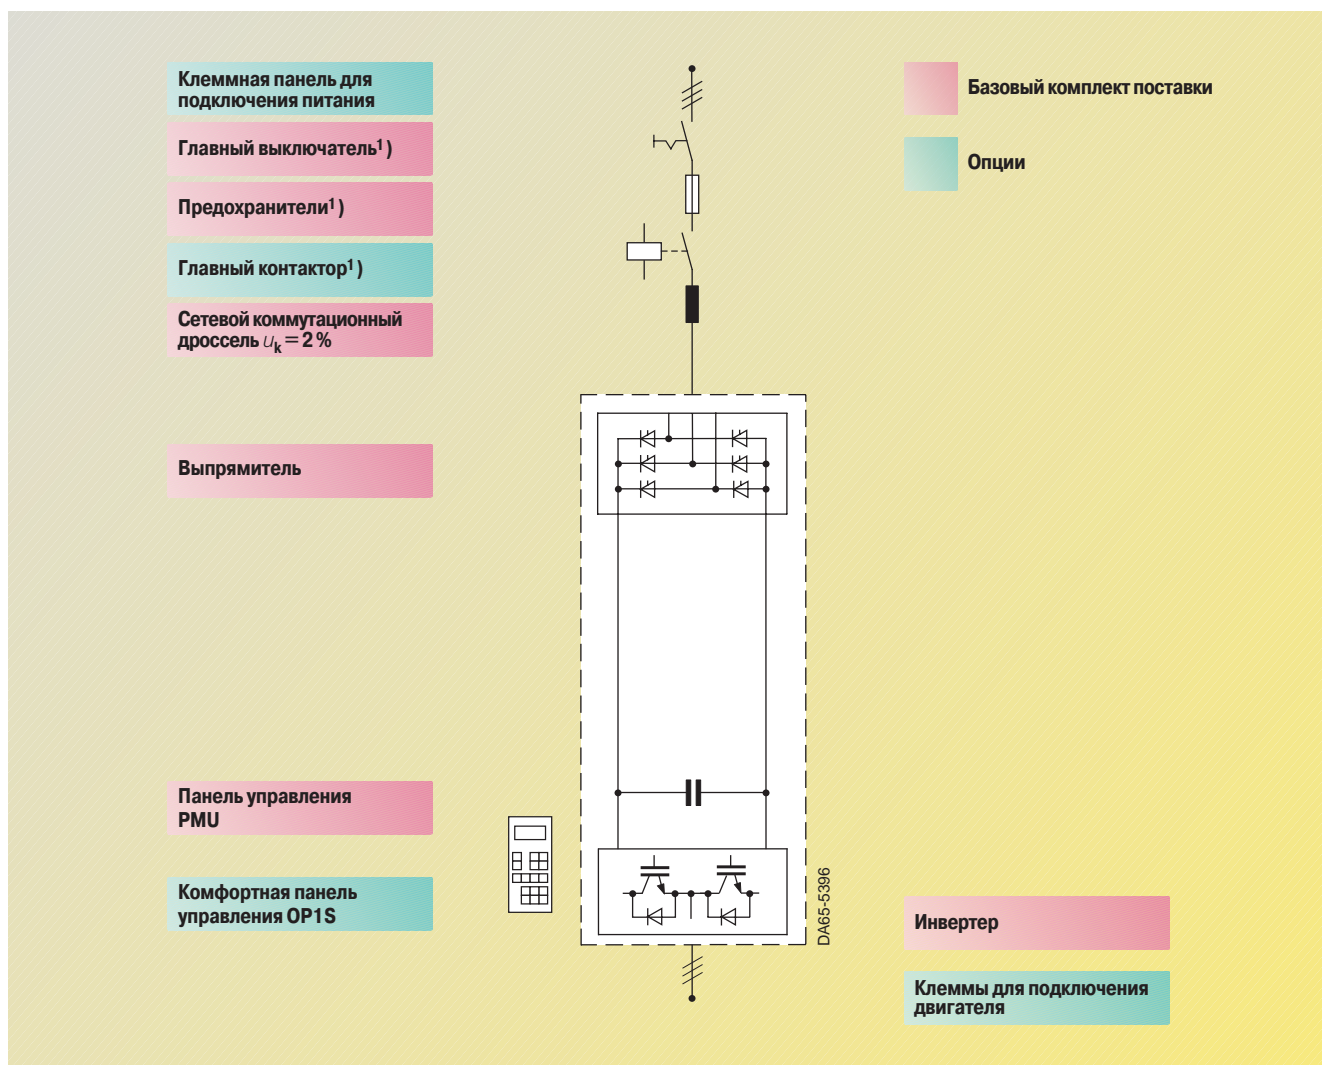 Клеммная панель для
подключения питания
Главный выключатель¹)
Предохранители¹)
Главный контактор¹)
Сетевой коммутационный
дроссель uk = 2 %
Выпрямитель
Панель управления
PMU
Комфортная панель
управления OP1S
Базовый комплект поставки
Опции
DA65-5396
Инвертер
Клеммы для подключения
двигателя